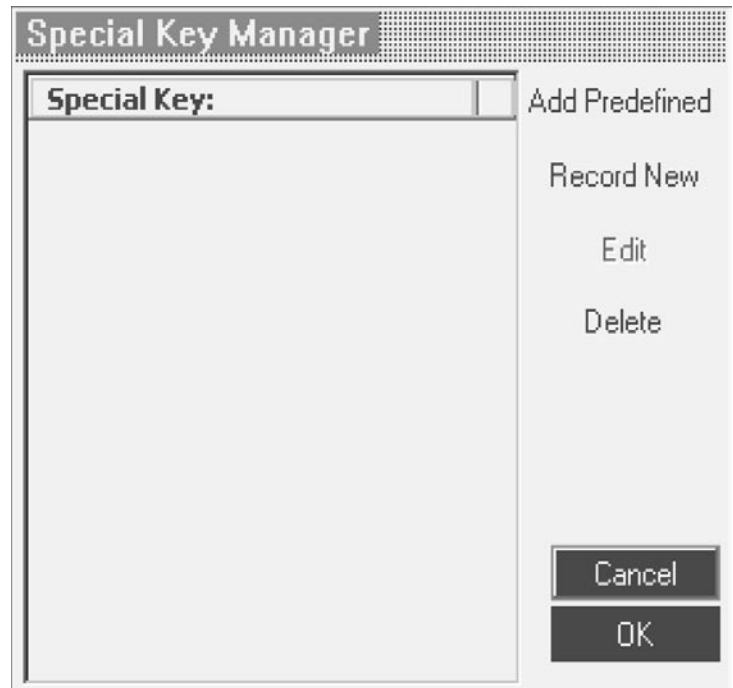 Special Key Manager
Special Key:
Add Predefined
Record New
Edit
Delete
Cancel
OK